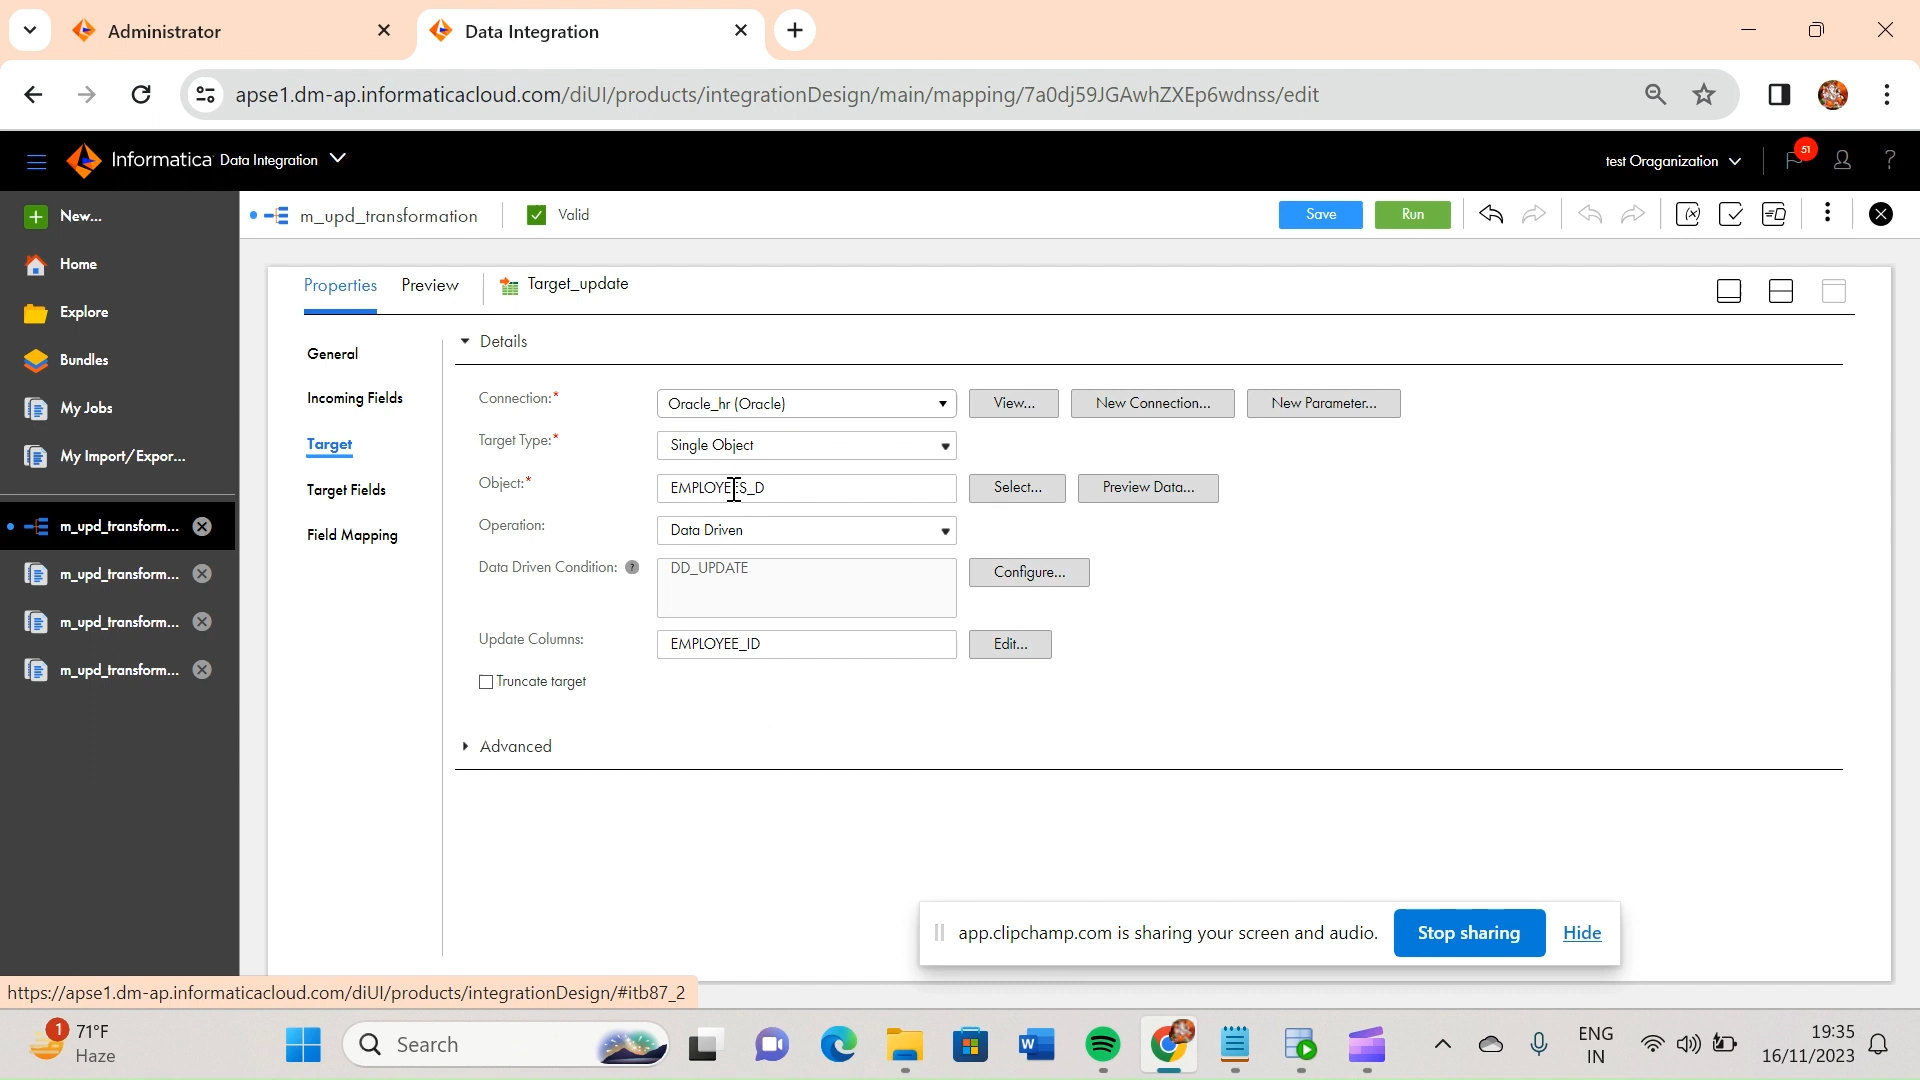 Administrator
Data Integration
apse1.dm-ap.informaticacloud.com/diUI/products/integrationDesign/main/mapping/7a0dj59JGAwhZXEp6wdnss/edit
Informatica Data Integration
test Oraganization
51
?
New...
m_upd_transformation
Valid
Save
Run
Home
Explore
Bundles
My Jobs
My Import/Expor...
m_upd_transform...
m_upd_transform...
m_upd_transform...
m_upd_transform...
Properties
Preview
Target_update
General
Incoming Fields
Target
Target Fields
Field Mapping
Details
Connection:*
Oracle_hr (Oracle)
View...
New Connection...
New Parameter...
Target Type:*
Single Object
Object:*
EMPLOYEES_D
Select...
Preview Data...
Operation:
Data Driven
Data Driven Condition: ?
DD_UPDATE
Configure...
Update Columns:
EMPLOYEE_ID
Edit...
Truncate target
Advanced
app.clipchamp.com is sharing your screen and audio.
Stop sharing
Hide
https://apse1.dm-ap.informaticacloud.com/diUI/products/integrationDesign/#itb87_2
1
71°F
Haze
Search
ENG
IN
19:35
16/11/2023